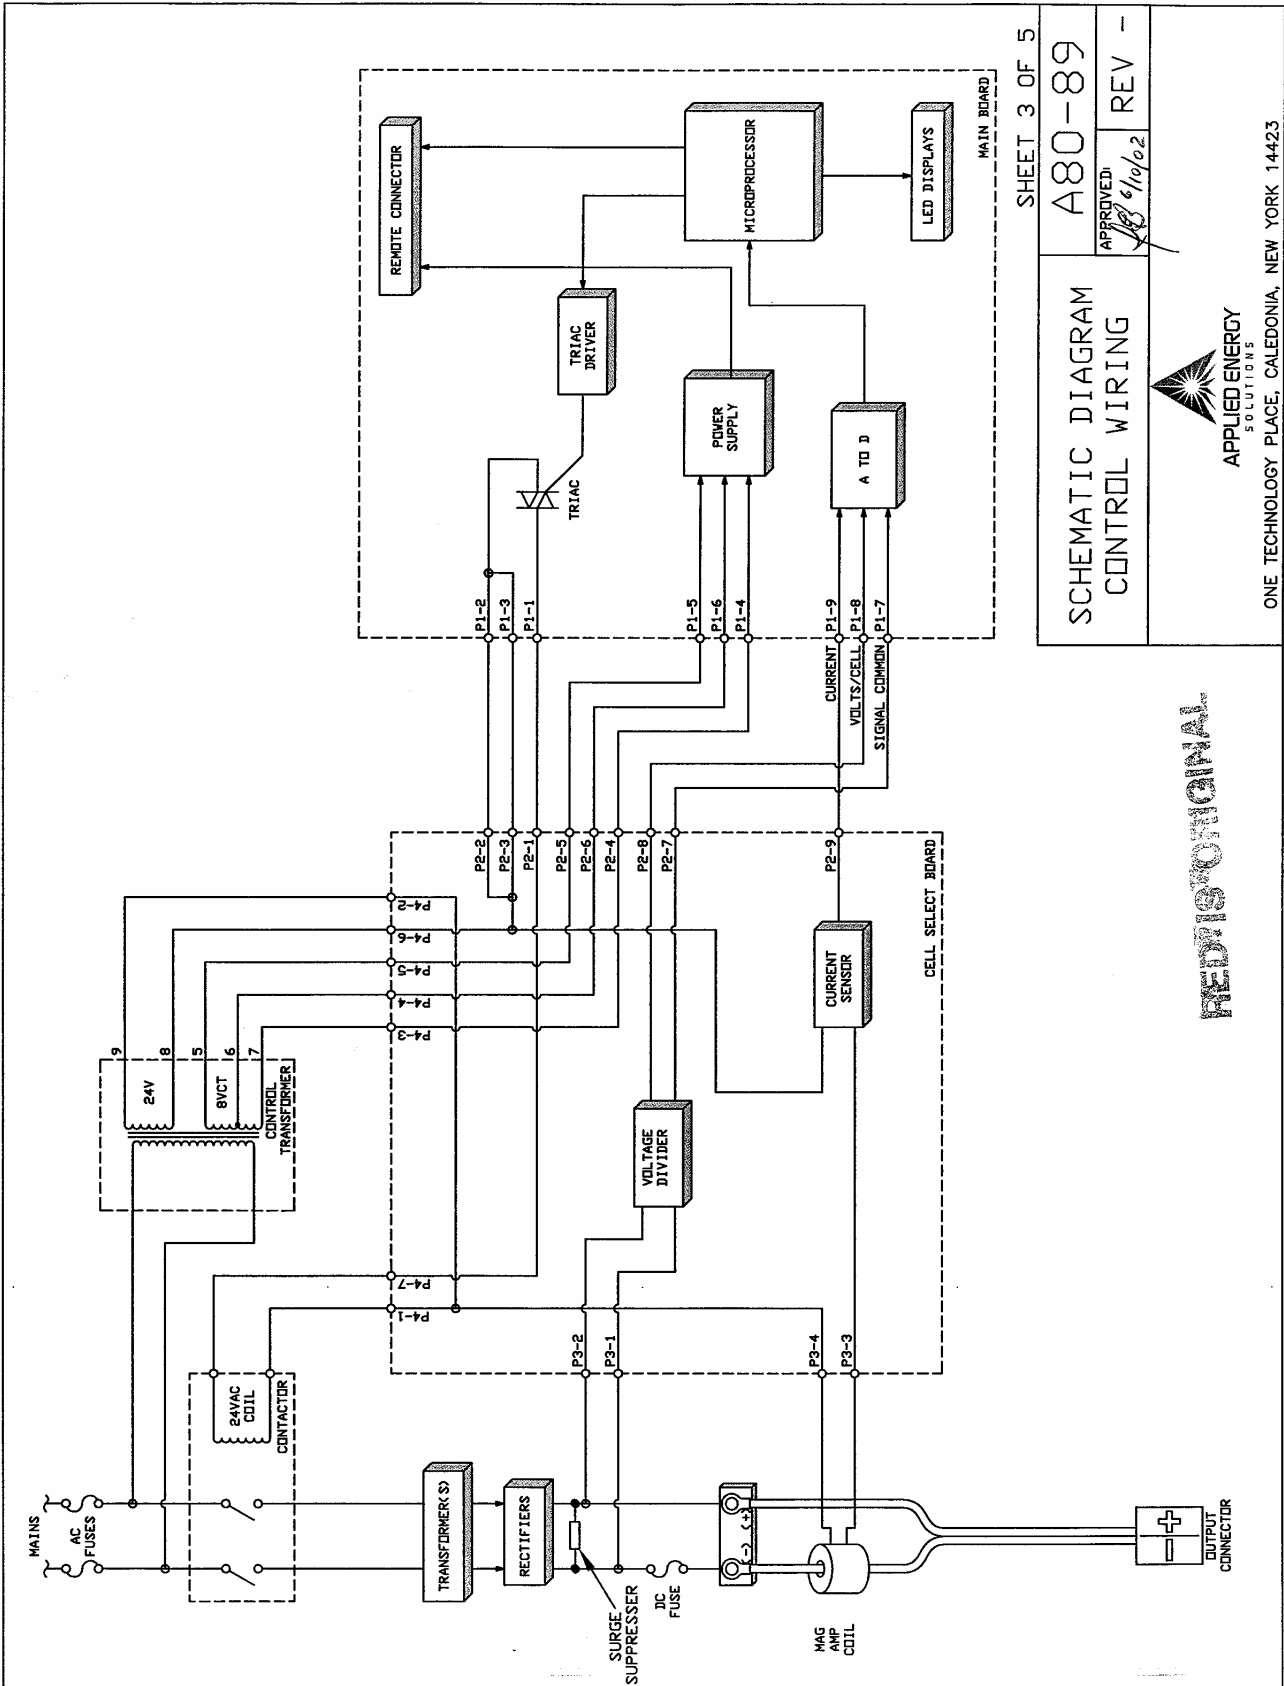 MAINS
AC
FUSES
24VAC
COIL
CONTACTOR
TRANSFORMER(S)
RECTIFIERS
SURGE
SUPPRESSER
DC
FUSE
(-) (+)
MAG
AMP
COIL
- +
OUTPUT
CONNECTOR
9
8
5
6
7
24V
8VCT
CONTROL
TRANSFORMER
P4-2
P4-6
P4-5
P4-4
P4-3
P4-7
P4-1
P3-2
P3-1
P3-4
P3-3
VOLTAGE
DIVIDER
CURRENT
SENSOR
P2-2
P2-3
P2-1
P2-5
P2-6
P2-4
P2-8
P2-7
P2-9
CELL SELECT BOARD
P1-2
P1-3
P1-1
P1-5
P1-6
P1-4
CURRENT P1-9
VOLTS/CELL P1-8
SIGNAL COMMON P1-7
TRIAC
TRIAC
DRIVER
REMOTE CONNECTOR
POWER
SUPPLY
A TO D
MICROPROCESSOR
LED DISPLAYS
MAIN BOARD
SHEET 3 OF 5
SCHEMATIC DIAGRAM
CONTROL WIRING
A80-89
APPROVED:
6/10/02
REV -
APPLIED ENERGY
SOLUTIONS
ONE TECHNOLOGY PLACE, CALEDONIA, NEW YORK 14423
RED IS ORIGINAL